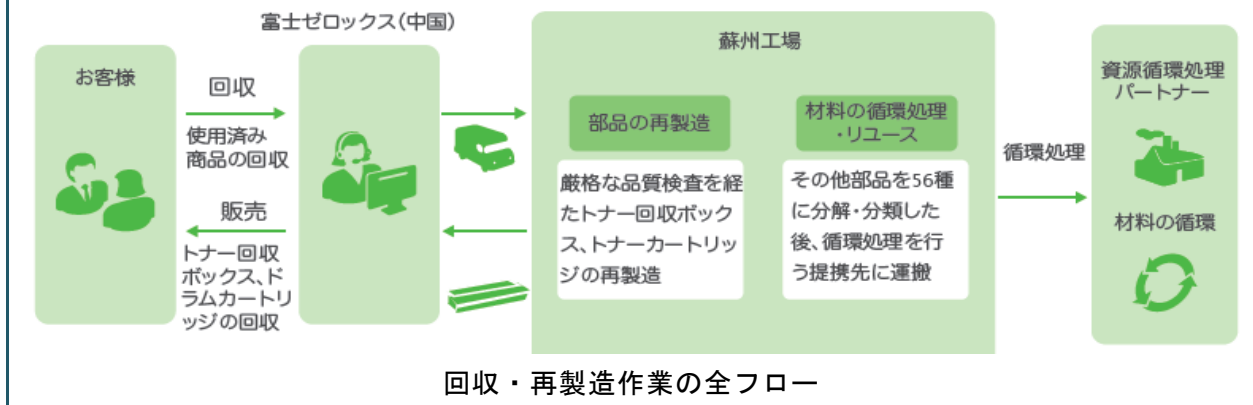 富士ゼロックス(中国)
お客様
回収
使用済み
商品の回収
販売
トナー回収
ボックス、ド
ラムカートリ
ッジの回収
蘇州工場
部品の再製造
厳格な品質検査を経
たトナー回収ボック
ス、トナーカートリッ
ジの再製造
材料の循環処理
・リユース
その他部品を56種
に分解・分類した
後、循環処理を行
う提携先に運搬
循環処理
資源循環処理
パートナー
材料の循環
回収・再製造作業の全フロー